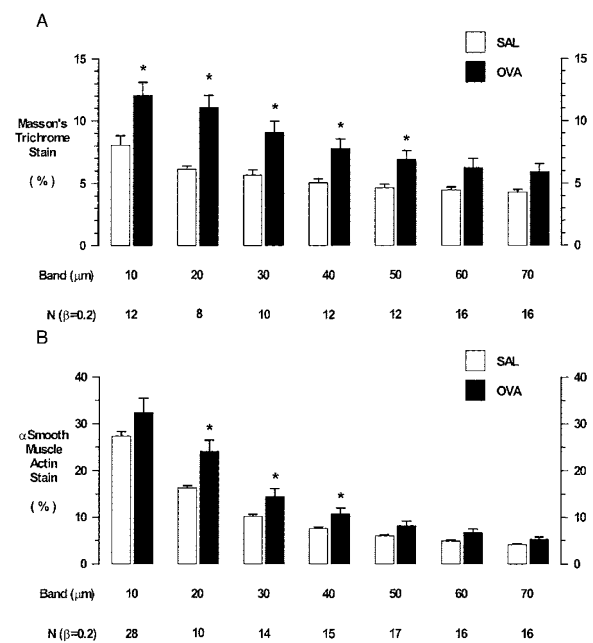 A
SAL
OVA
15 15
* * * * *
Masson's
Trichrome
Stain
(%)
10 10
5 5
0 0
Band (μm) 10 20 30 40 50 60 70
N (β=0.2) 12 8 10 12 12 16 16
B
SAL
OVA
40 40
30 30
* * *
αSmooth
Muscle
Actin
Stain
(%)
20 20
10 10
0 0
Band (μm) 10 20 30 40 50 60 70
N (β=0.2) 28 10 14 15 17 16 16